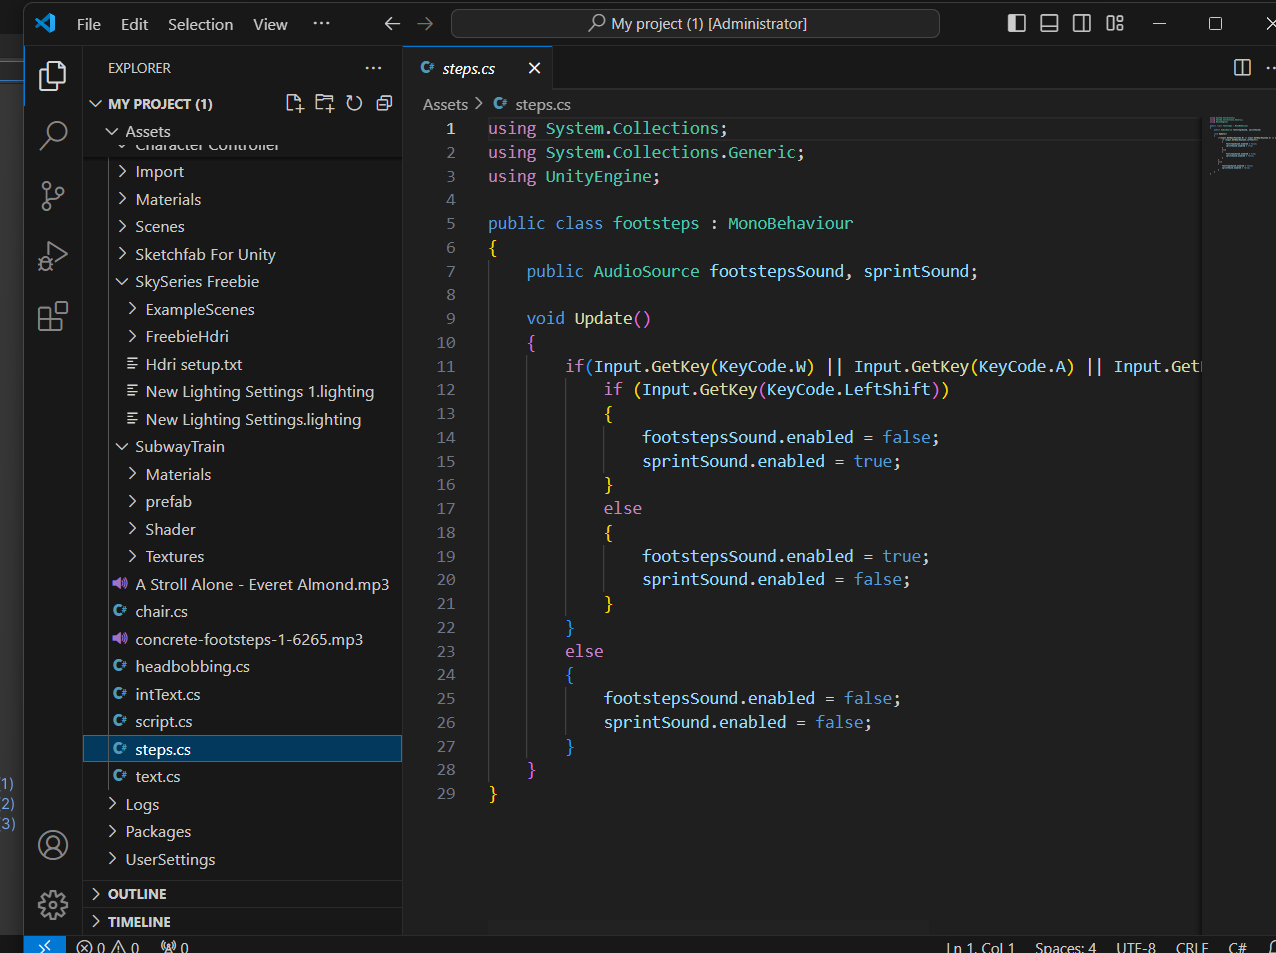 File Edit Selection View ··· My project (1) [Administrator]
EXPLORER
MY PROJECT (1)
Assets
Character Controller
Import
Materials
Scenes
Sketchfab For Unity
SkySeries Freebie
ExampleScenes
FreebieHdri
Hdri setup.txt
New Lighting Settings 1.lighting
New Lighting Settings.lighting
SubwayTrain
Materials
prefab
Shader
Textures
A Stroll Alone - Everet Almond.mp3
chair.cs
concrete-footsteps-1-6265.mp3
headbobbing.cs
intText.cs
script.cs
steps.cs
text.cs
Logs
Packages
UserSettings
OUTLINE
TIMELINE
1)
2)
3)
steps.cs
Assets > steps.cs
1 using System.Collections;
2 using System.Collections.Generic;
3 using UnityEngine;
4
5 public class footsteps : MonoBehaviour
6 {
7 public AudioSource footstepsSound, sprintSound;
8
9 void Update()
10 {
11 if(Input.GetKey(KeyCode.W) || Input.GetKey(KeyCode.A) || Input.Get
12 if (Input.GetKey(KeyCode.LeftShift))
13 {
14 footstepsSound.enabled = false;
15 sprintSound.enabled = true;
16 }
17 else
18 {
19 footstepsSound.enabled = true;
20 sprintSound.enabled = false;
21 }
22 }
23 else
24 {
25 footstepsSound.enabled = false;
26 sprintSound.enabled = false;
27 }
28 }
29 }
0 0 0 Ln 1, Col 1 Spaces: 4 UTF-8 CRLF C#